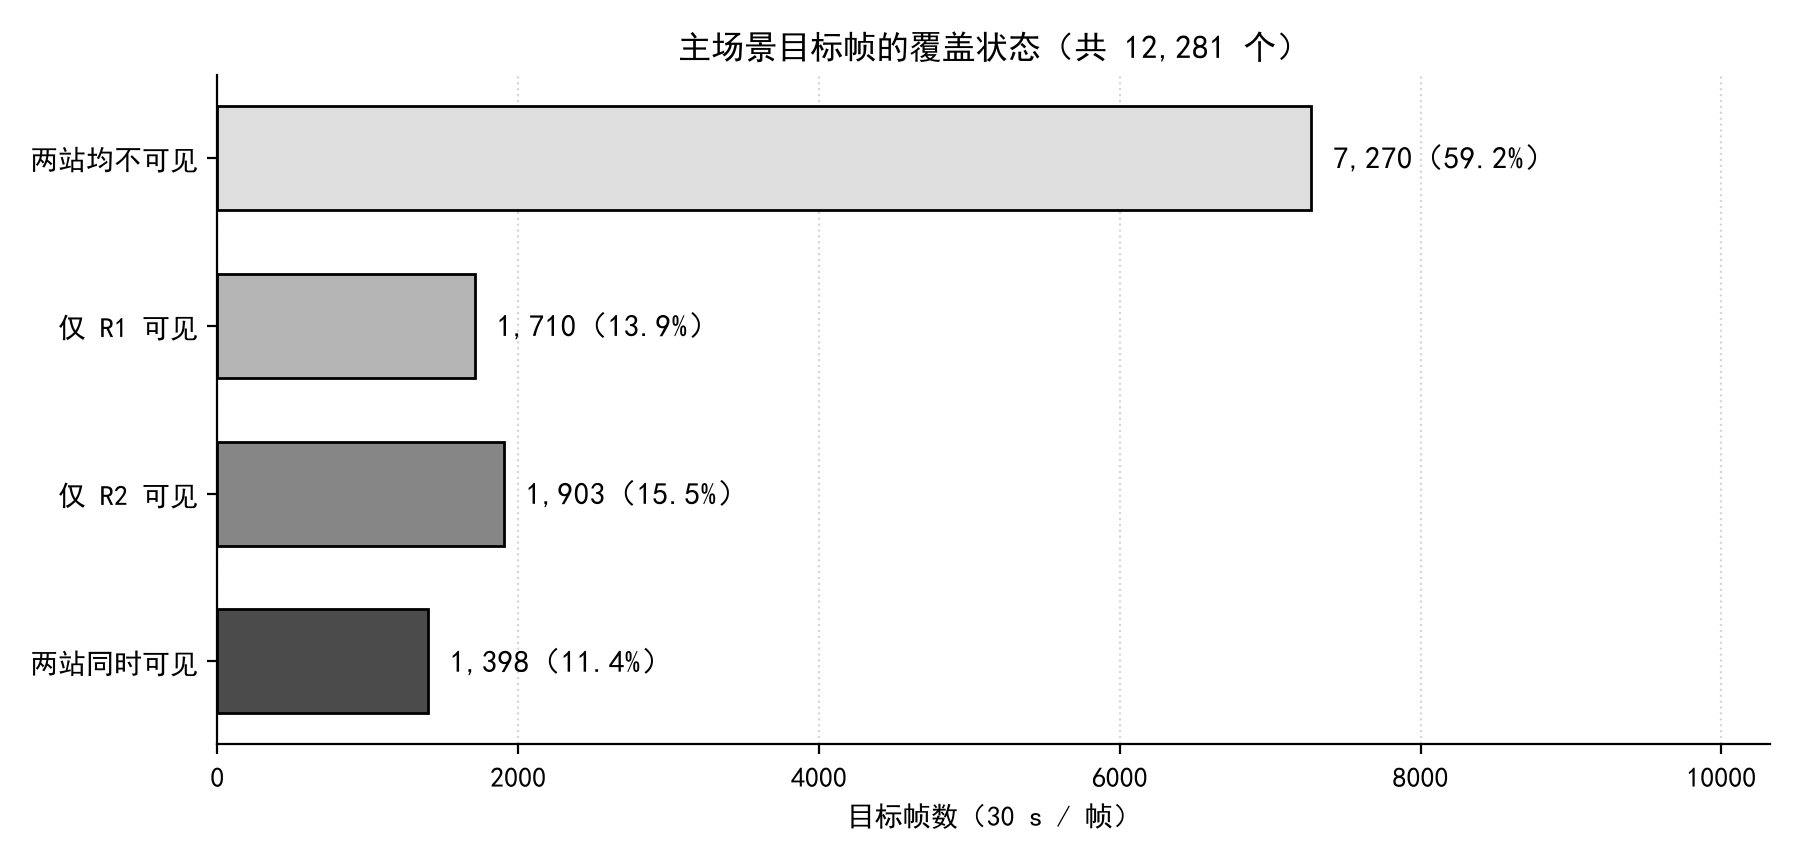 主场景目标帧的覆盖状态（共 12,281 个）
两站均不可见
7,270（59.2%）
仅 R1 可见
1,710（13.9%）
仅 R2 可见
1,903（15.5%）
两站同时可见
1,398（11.4%）
0 2000 4000 6000 8000 10000
目标帧数（30 s / 帧）